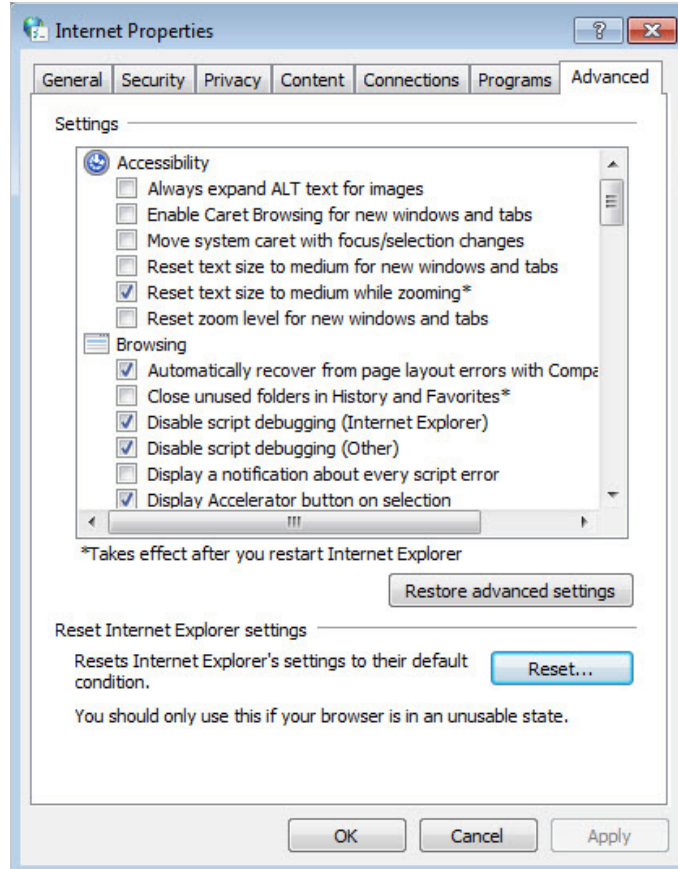 Internet Properties
General Security Privacy Content Connections Programs Advanced
Settings
Accessibility
Always expand ALT text for images
Enable Caret Browsing for new windows and tabs
Move system caret with focus/selection changes
Reset text size to medium for new windows and tabs
Reset text size to medium while zooming*
Reset zoom level for new windows and tabs
Browsing
Automatically recover from page layout errors with Compa
Close unused folders in History and Favorites*
Disable script debugging (Internet Explorer)
Disable script debugging (Other)
Display a notification about every script error
Display Accelerator button on selection
*Takes effect after you restart Internet Explorer
Restore advanced settings
Reset Internet Explorer settings
Resets Internet Explorer's settings to their default
condition.
Reset...
You should only use this if your browser is in an unusable state.
OK Cancel Apply